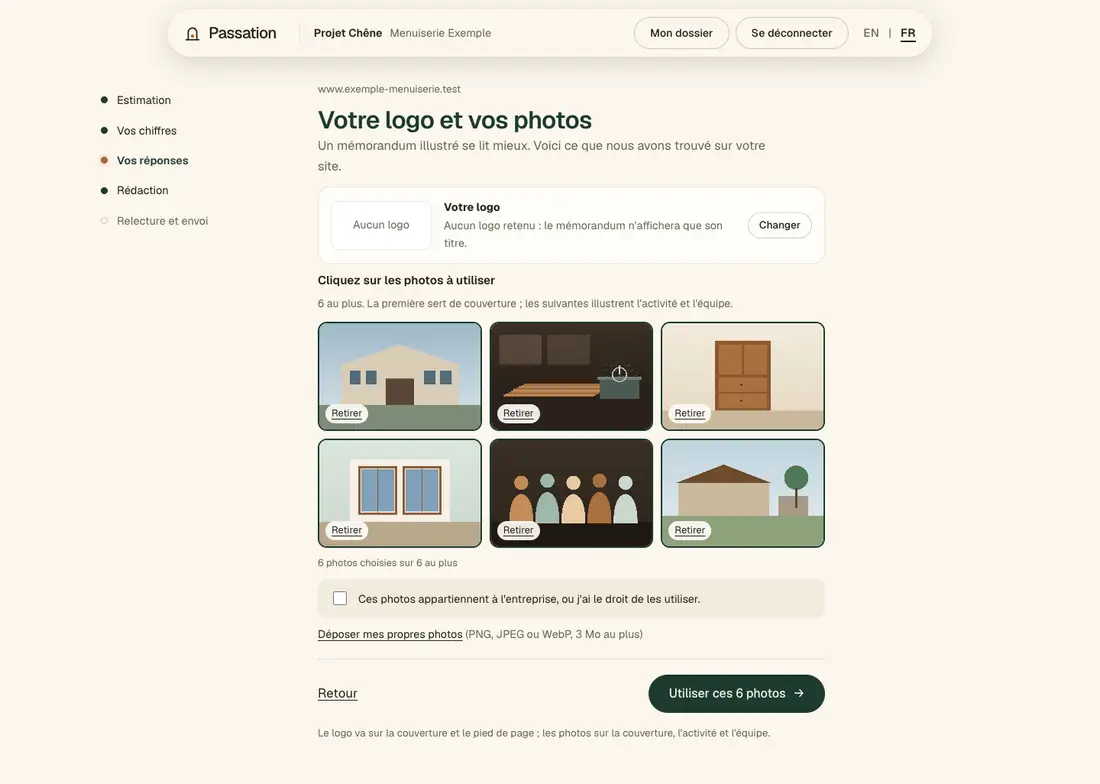 Passation
Projet Chêne Menuiserie Exemple
Mon dossier
Se déconnecter
EN | FR
Estimation
Vos chiffres
Vos réponses
Rédaction
Relecture et envoi
www.exemple-menuiserie.test
Votre logo et vos photos
Un mémorandum illustré se lit mieux. Voici ce que nous avons trouvé sur votre
site.
Aucun logo
Votre logo
Aucun logo retenu : le mémorandum n'affichera que son
titre.
Changer
Cliquez sur les photos à utiliser
6 au plus. La première sert de couverture ; les suivantes illustrent l'activité et l'équipe.
Retirer
Retirer
Retirer
Retirer
Retirer
Retirer
6 photos choisies sur 6 au plus
Ces photos appartiennent à l'entreprise, ou j'ai le droit de les utiliser.
Déposer mes propres photos (PNG, JPEG ou WebP, 3 Mo au plus)
Retour
Utiliser ces 6 photos →
Le logo va sur la couverture et le pied de page ; les photos sur la couverture, l'activité et l'équipe.